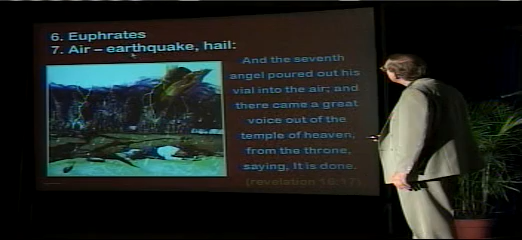 6. Euphrates
7. Air – earthquake, hail:
And the seventh
angel poured out his
vial into the air; and
there came a great
voice out of the
temple of heaven,
from the throne,
saying, It is done.
(revelation 16:17)